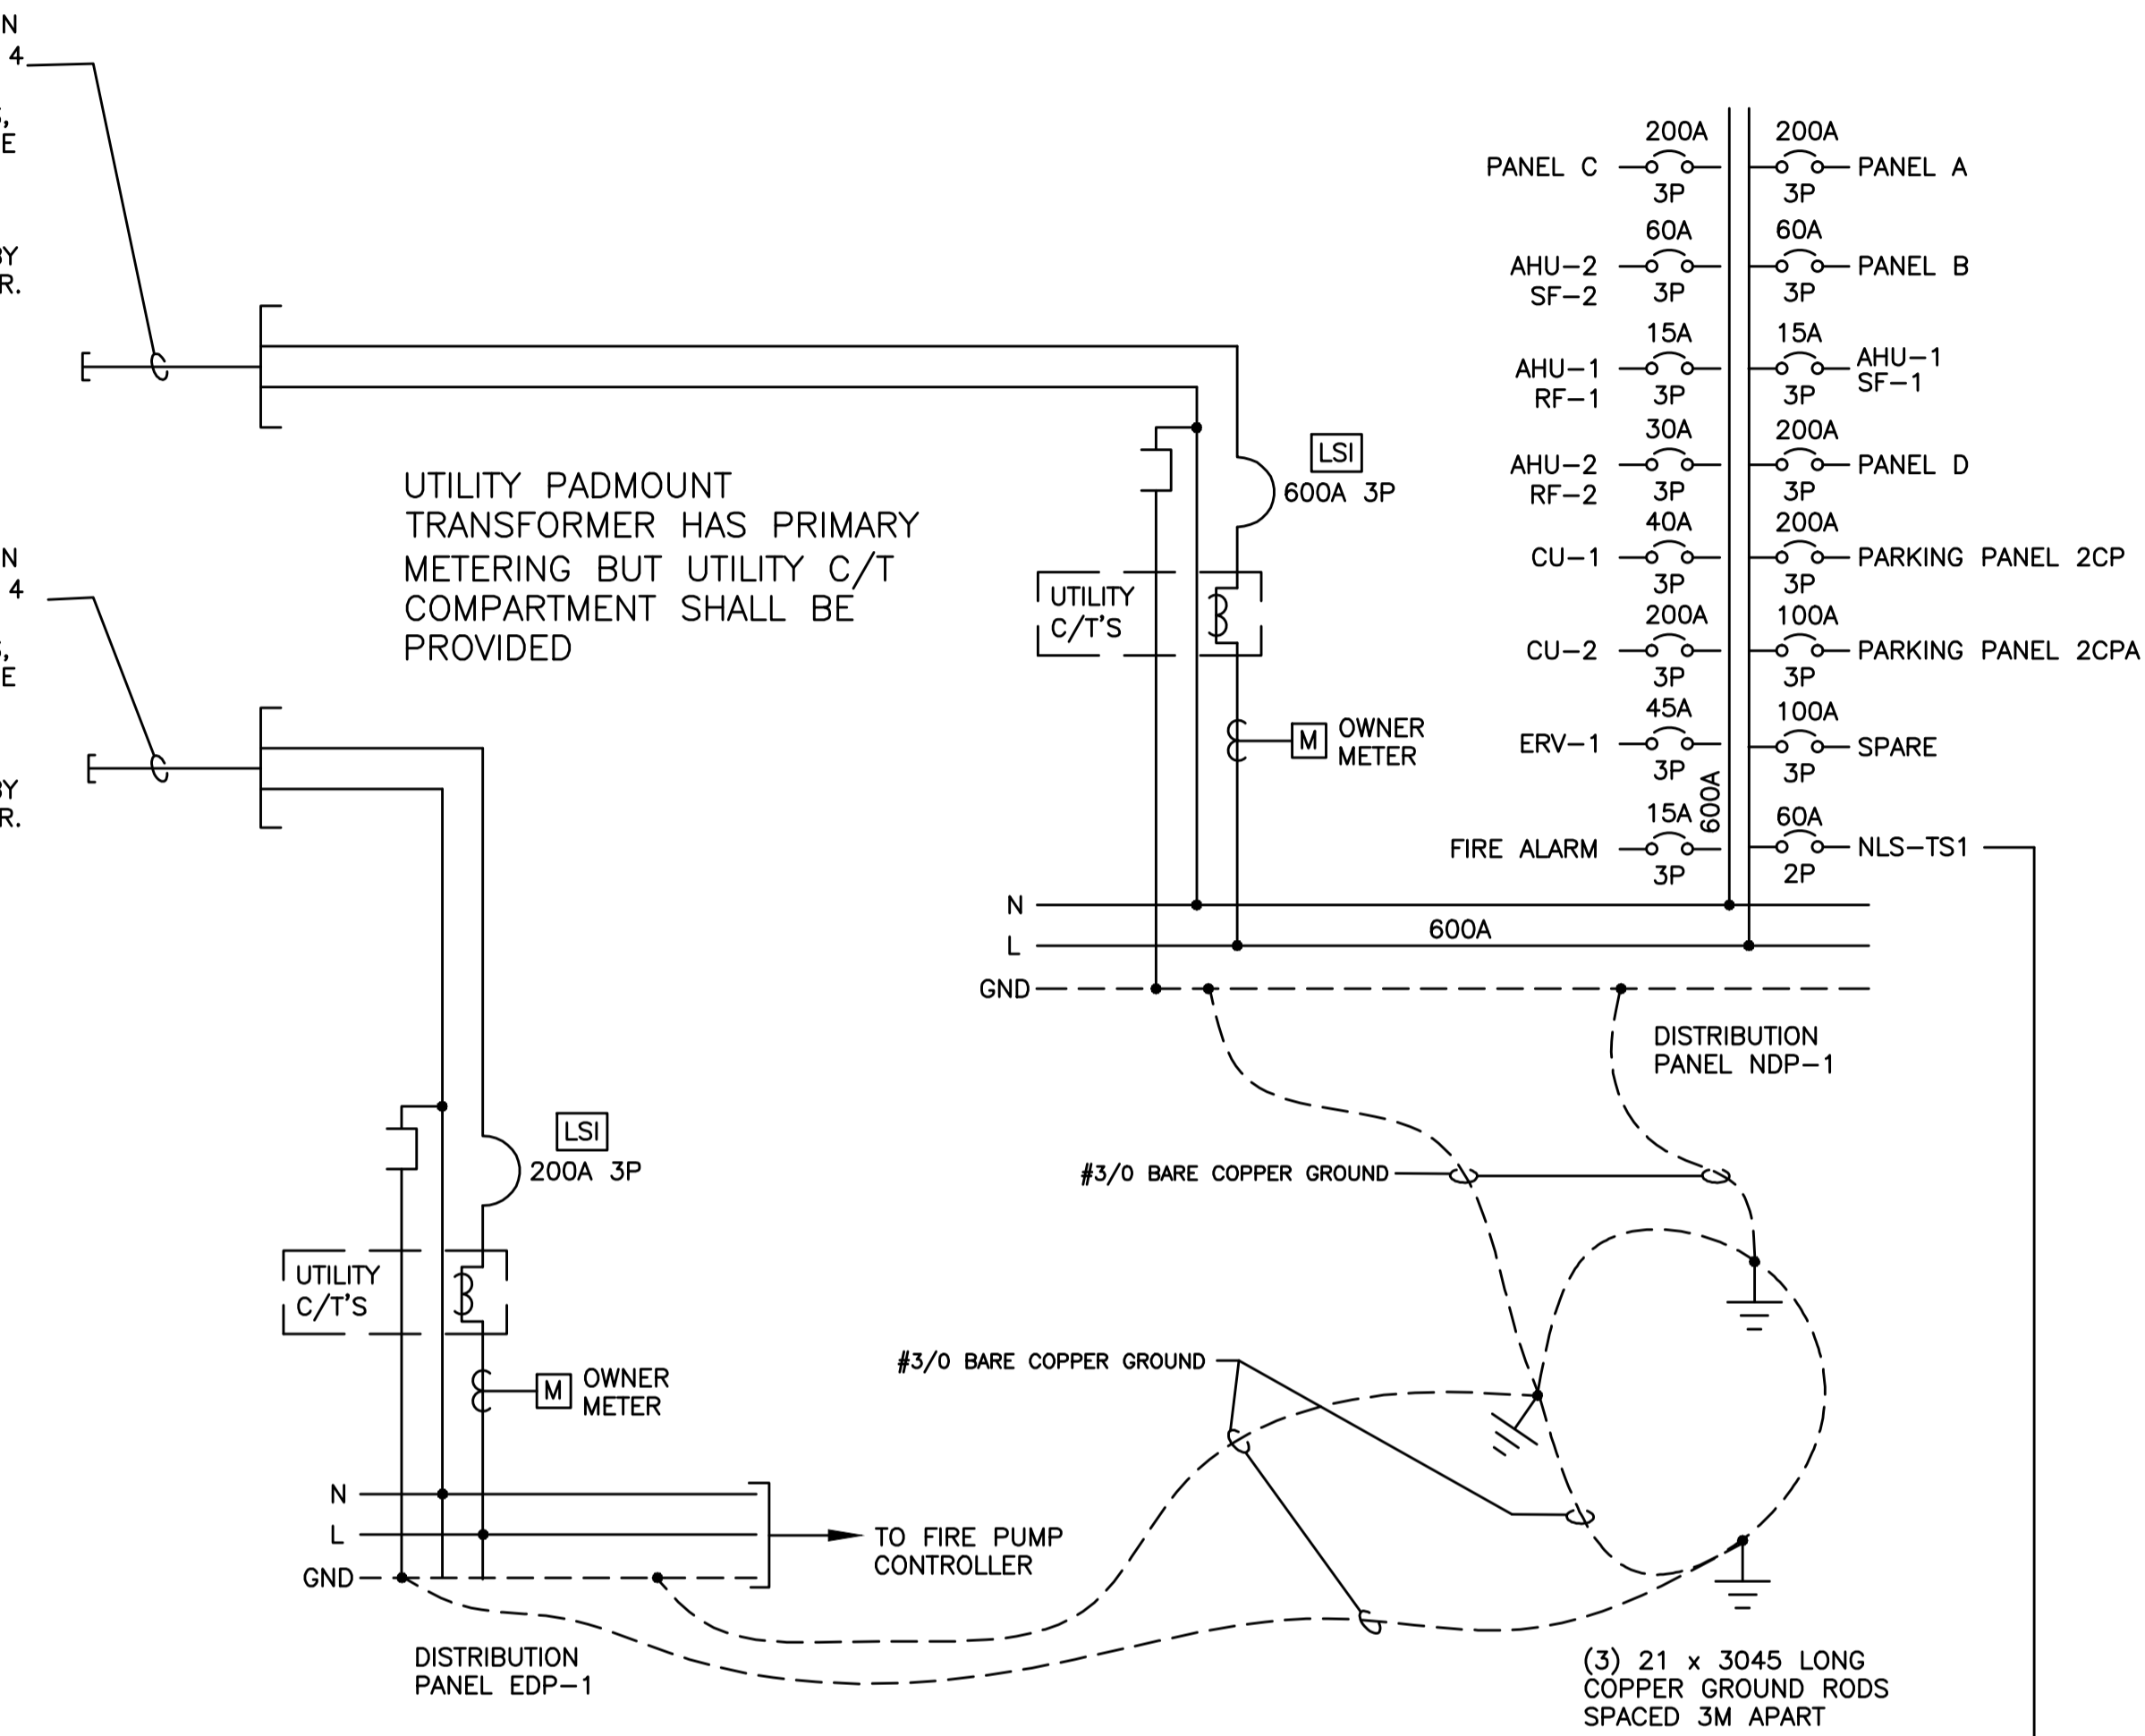 N
4
S,
E
BY
R.
N
4
S,
E
BY
R.
UTILITY PADMOUNT
TRANSFORMER HAS PRIMARY
METERING BUT UTILITY C/T
COMPARTMENT SHALL BE
PROVIDED
LSI
600A 3P
UTILITY
C/T'S
M
OWNER
METER
200A
PANEL C
3P
200A
PANEL A
3P
60A
AHU-2
SF-2
3P
60A
PANEL B
3P
15A
AHU-1
RF-1
3P
15A
AHU-1
SF-1
3P
30A
AHU-2
RF-2
3P
200A
PANEL D
3P
40A
CU-1
3P
200A
PARKING PANEL 2CP
3P
200A
CU-2
3P
100A
PARKING PANEL 2CPA
3P
45A
ERV-1
3P
100A
SPARE
3P
600A
15A
FIRE ALARM
3P
60A
NLS-TS1
2P
N
600A
L
GND
DISTRIBUTION
PANEL NDP-1
#3/0 BARE COPPER GROUND
#3/0 BARE COPPER GROUND
LSI
200A 3P
UTILITY
C/T'S
M
OWNER
METER
N
L
GND
TO FIRE PUMP
CONTROLLER
DISTRIBUTION
PANEL EDP-1
(3) 21 x 3045 LONG
COPPER GROUND RODS
SPACED 3M APART